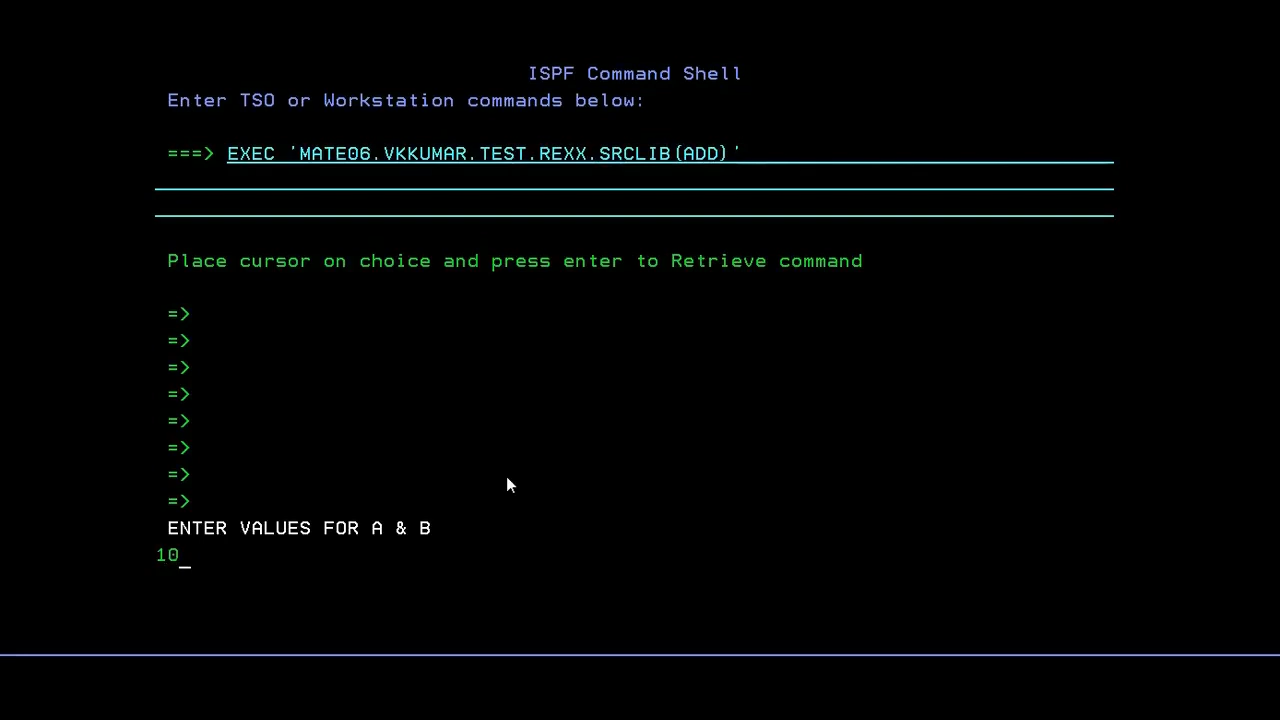 ISPF Command Shell
Enter TSO or Workstation commands below:
===> EXEC 'MATE06.VKKUMAR.TEST.REXX.SRCLIB(ADD)'
Place cursor on choice and press enter to Retrieve command
=>
=>
=>
=>
=>
=>
=>
=>
ENTER VALUES FOR A & B
10_